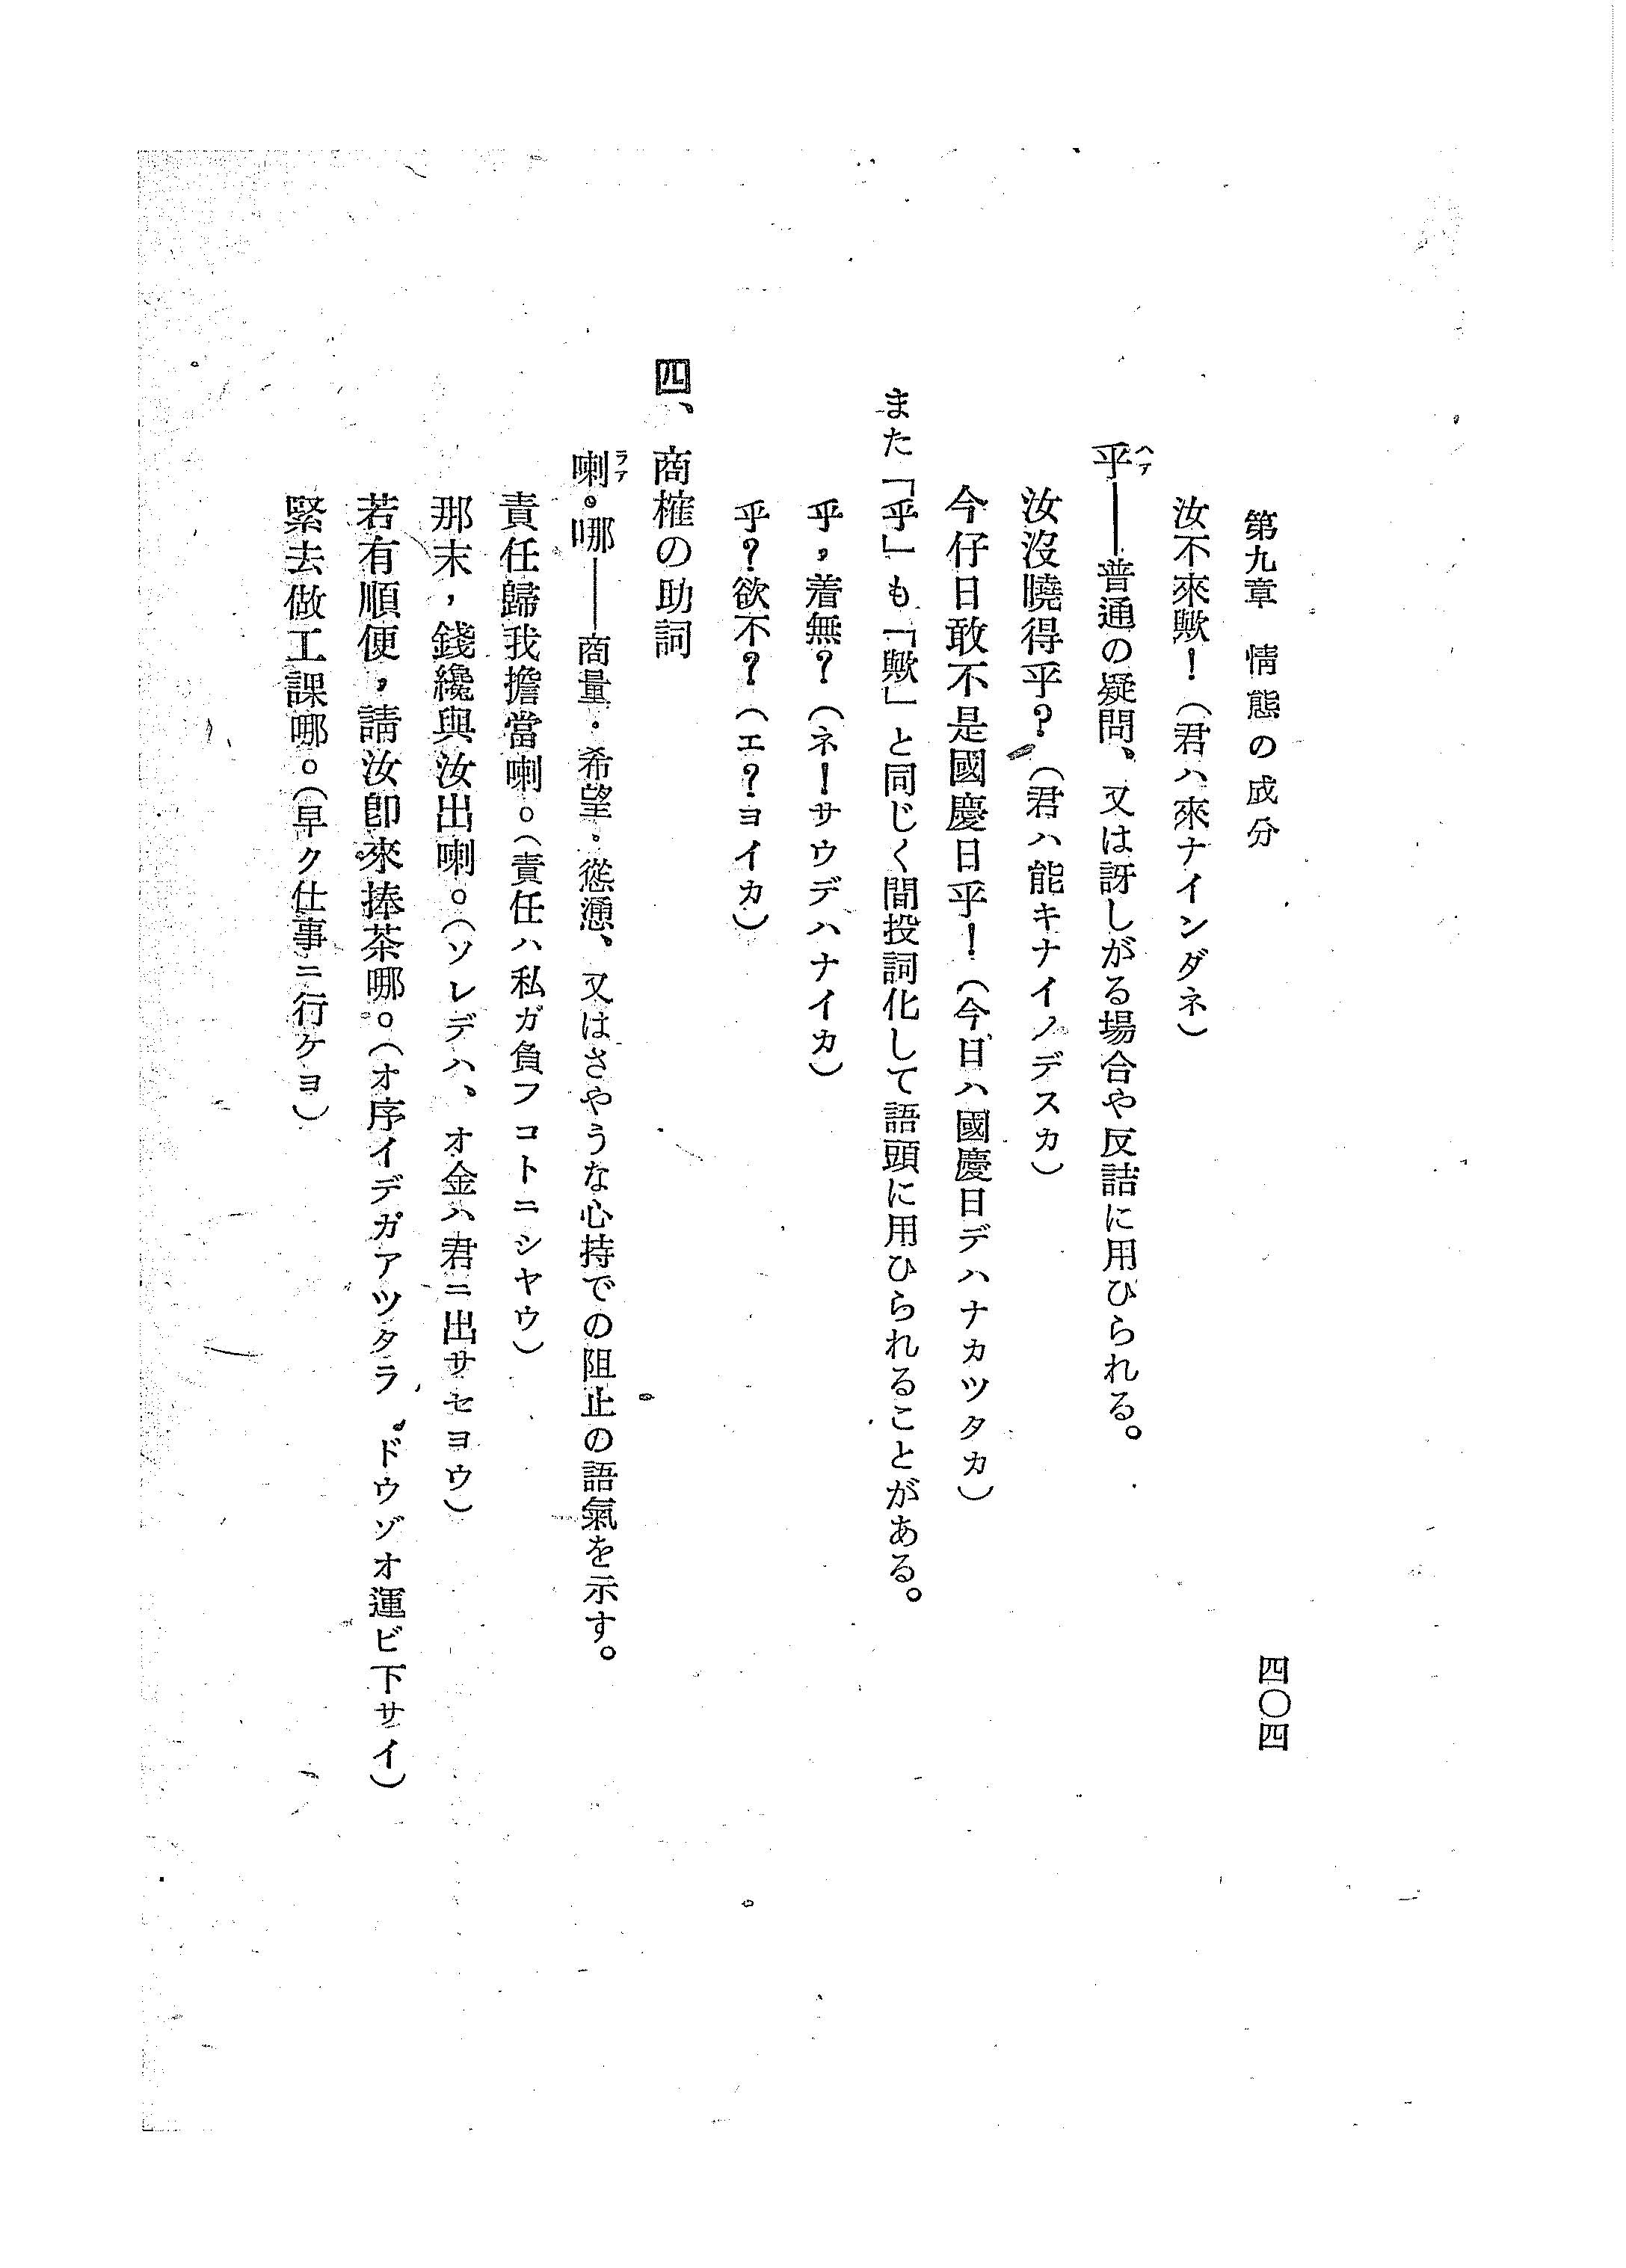 第九章　情態の成分
四〇四
汝不來歟！（君ハ來ナインダネ）
乎――普通の疑問、又は訝しがる場合や反詰に用ひられる。
ヘア
汝沒曉得乎？（君ハ能キナイノデスカ）
今仔日敢不是國慶日乎！（今日ハ國慶日デハナカツタカ）
また「乎」も「歟」と同じく間投詞化して語頭に用ひられることがある。
乎，着無？（ネーサウデハナイカ）
乎？欲不？（エ？ヨイカ）
四、商榷の助詞
喇。哪――商量・希望・慫慂、又はさやうな心持での阻止の語氣を示す。
ラア
責任歸我擔當喇。（責任ハ私ガ負フコトニシヤウ）
那末，錢纔與汝出喇。（ソレデハ、オ金ハ君ニ出サセヨウ）
若有順便，請汝卽來捧茶哪。（オ序イデガアツタラ　ドウゾオ運ビ下サイ）
緊去做工課哪。（早ク仕事ニ行ケヨ）